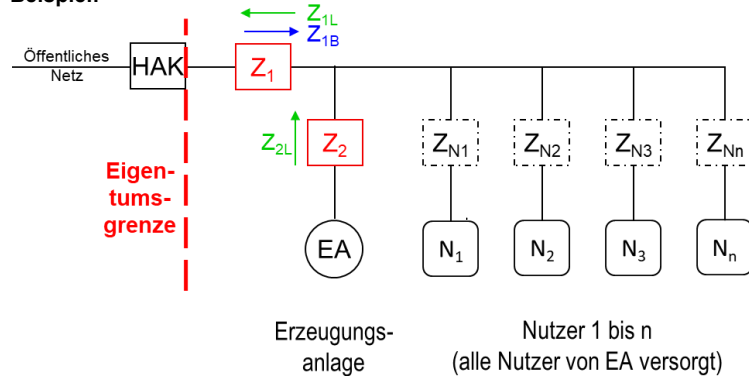 Beispiel:
Z1L
Z1B
Öffentliches
Netz
HAK
Z1
Z2L
Z2
ZN1
ZN2
ZN3
ZNn
Eigen-
tums-
grenze
EA
N1
N2
N3
Nn
Erzeugungs-
anlage
Nutzer 1 bis n
(alle Nutzer von EA versorgt)